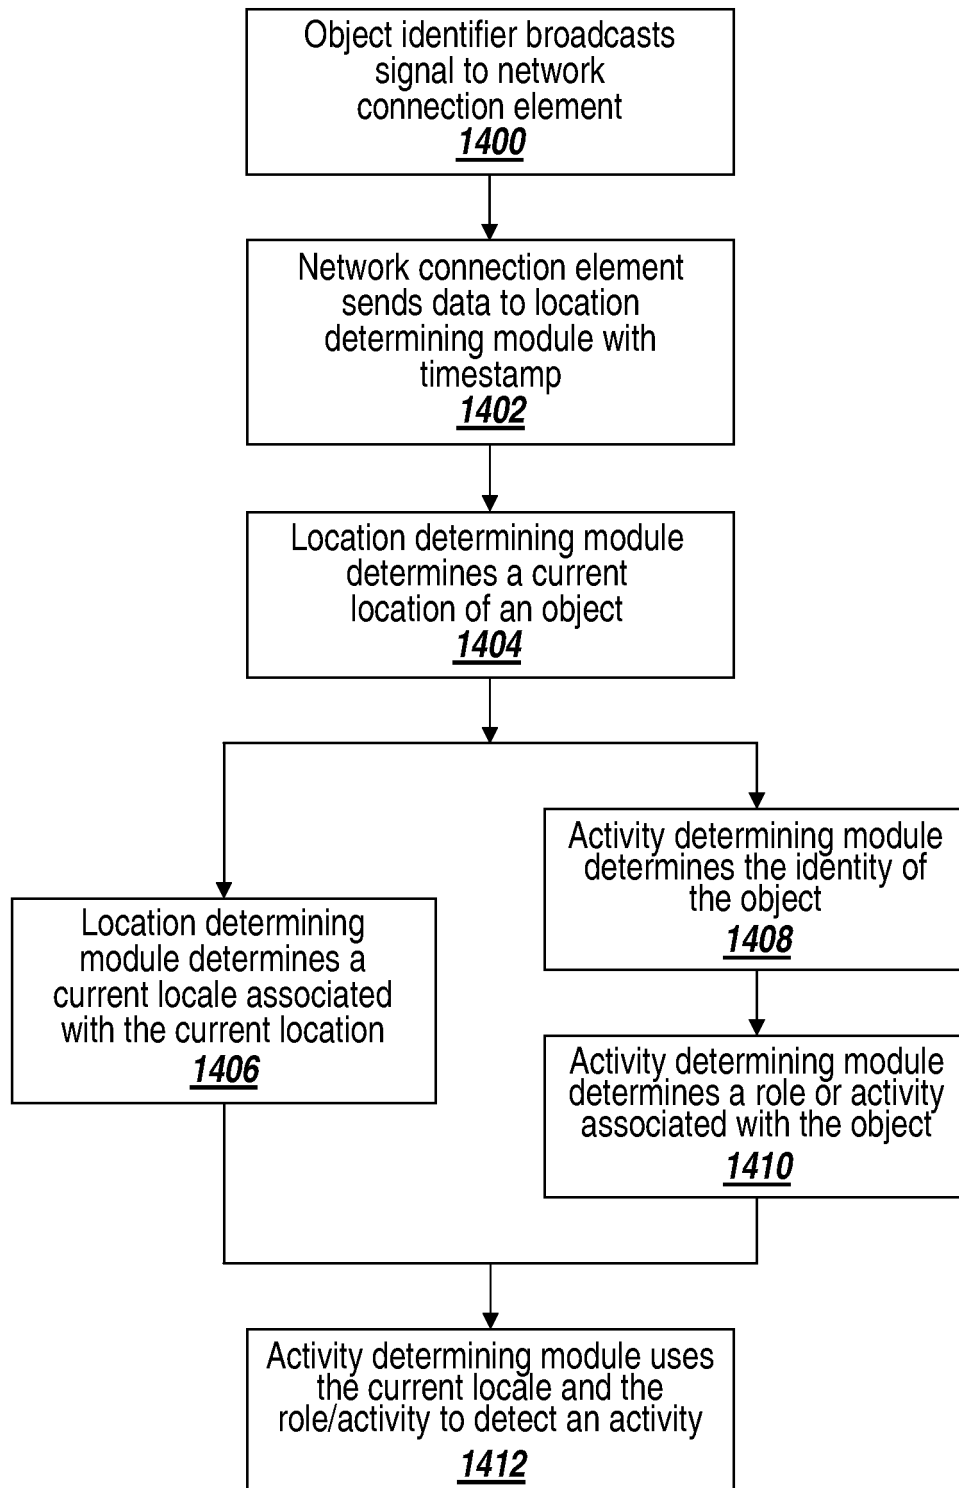 Object identifier broadcasts
signal to network
connection element
1400
Network connection element
sends data to location
determining module with
timestamp
1402
Location determining module
determines a current
location of an object
1404
Activity determining module
determines the identity of
the object
1408
Location determining
module determines a
current locale associated
with the current location
1406
Activity determining module
determines a role or activity
associated with the object
1410
Activity determining module uses
the current locale and the
role/activity to detect an activity
1412